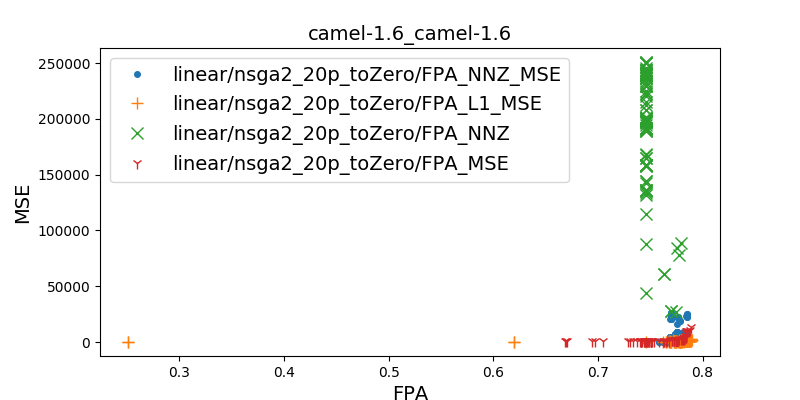 camel-1.6_camel-1.6
linear/nsga2_20p_toZero/FPA_NNZ_MSE
linear/nsga2_20p_toZero/FPA_L1_MSE
linear/nsga2_20p_toZero/FPA_NNZ
linear/nsga2_20p_toZero/FPA_MSE
MSE
250000
200000
150000
100000
50000
0
0.3 0.4 0.5 0.6 0.7 0.8
FPA